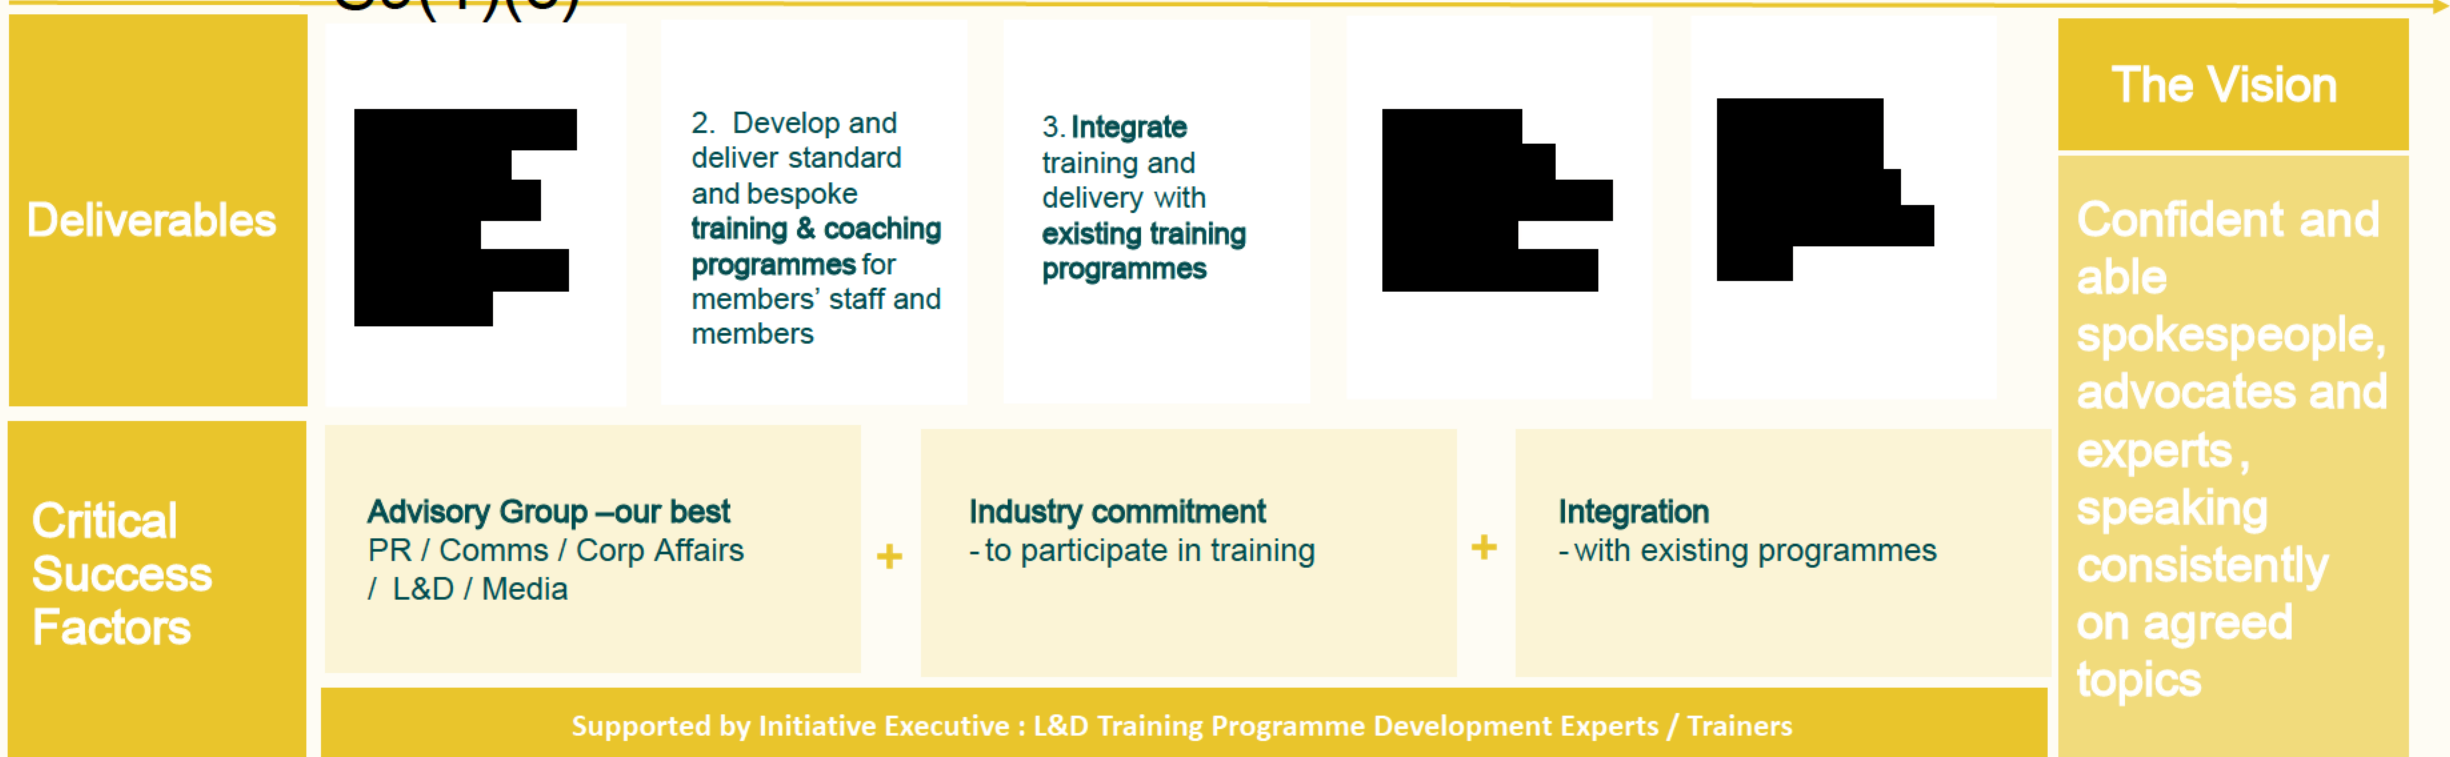 Deliverables
2. Develop and
deliver standard
and bespoke
training & coaching
programmes for
members’ staff and
members
3. Integrate
training and
delivery with
existing training
programmes
The Vision
Confident and
able
spokespeople,
advocates and
experts ,
speaking
consistently
on agreed
topics
Critical
Success
Factors
Advisory Group –our best
PR / Comms / Corp Affairs
/ L&D / Media
+
Industry commitment
- to participate in training
+
Integration
- with existing programmes
Supported by Initiative Executive : L&D Training Programme Development Experts / Trainers